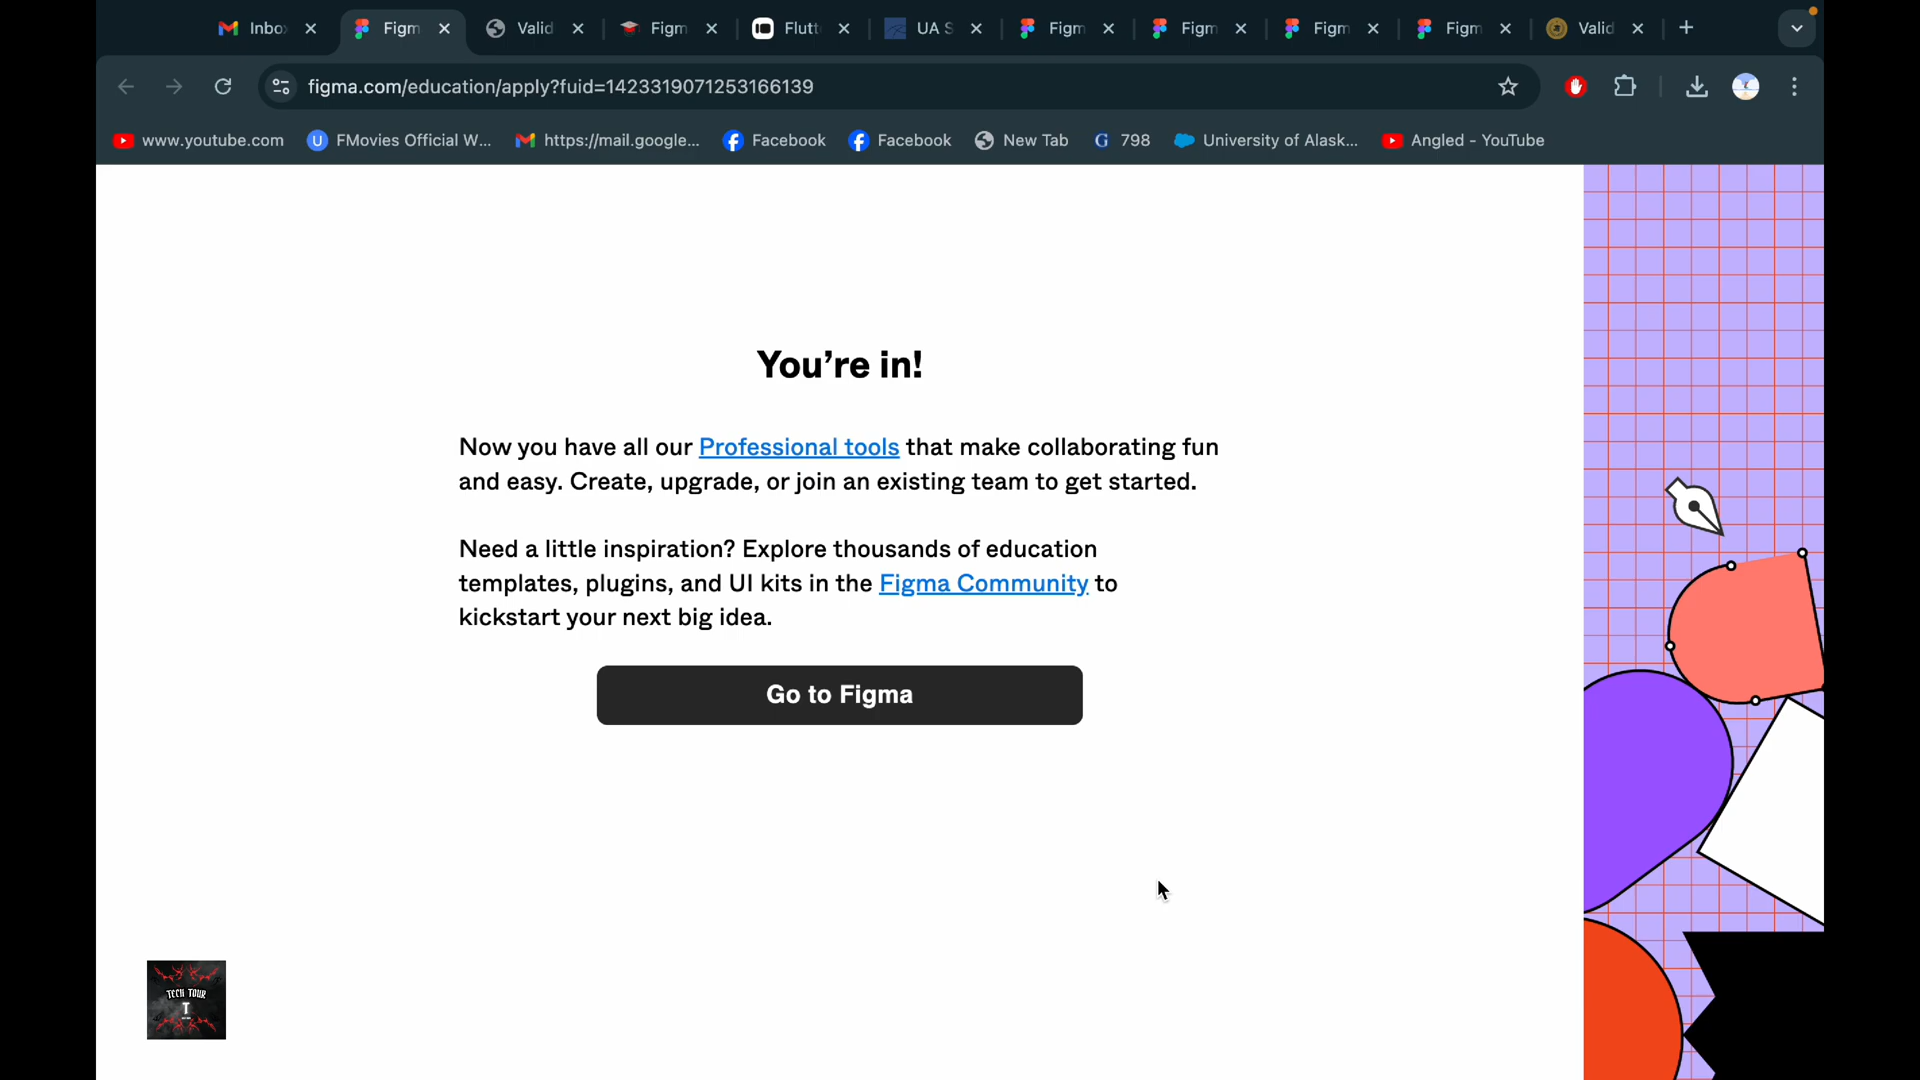 Inbo
Figm
Valid
Figm
Flutt
UA S
Figm
Figm
Figm
Figm
Valid
figma.com/education/apply?fuid=1423319071253166139
www.youtube.com
U
FMovies Official W...
https://mail.google...
Facebook
Facebook
New Tab
G
798
University of Alask...
Angled - YouTube
You’re in!
Now you have all our Professional tools that make collaborating fun
and easy. Create, upgrade, or join an existing team to get started.
Need a little inspiration? Explore thousands of education
templates, plugins, and UI kits in the Figma Community to
kickstart your next big idea.
Go to Figma
TECH TOUR
T